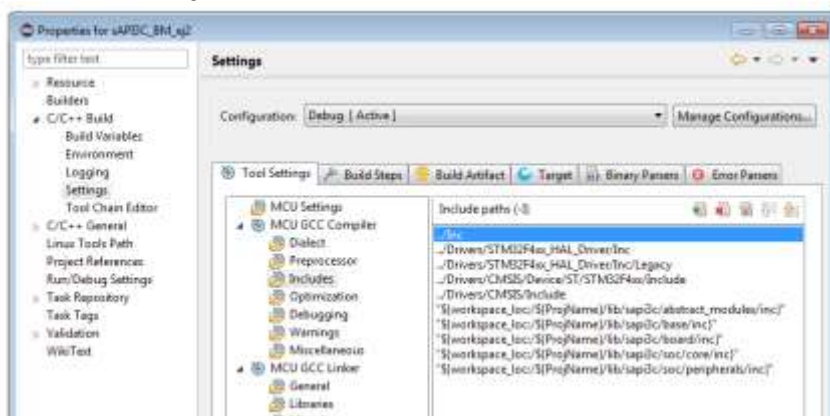 Properties for sAPI3C_BM_ej2
type filter text
Resource
Builders
C/C++ Build
Build Variables
Environment
Logging
Settings
Tool Chain Editor
C/C++ General
Linux Tools Path
Project References
Run/Debug Settings
Task Repository
Task Tags
Validation
WikiText
Settings
Configuration: Debug [ Active ]
Manage Configurations...
Tool Settings
Build Steps
Build Artifact
Target
Binary Parsers
Error Parsers
MCU Settings
MCU GCC Compiler
Dialect
Preprocessor
Includes
Optimization
Debugging
Warnings
Miscellaneous
MCU GCC Linker
General
Libraries
Include paths (-I)
../Inc
../Drivers/STM32F4xx_HAL_Driver/Inc
../Drivers/STM32F4xx_HAL_Driver/Inc/Legacy
../Drivers/CMSIS/Device/ST/STM32F4xx/Include
../Drivers/CMSIS/Include
"${workspace_loc:/${ProjName}/lib/sapi3c/abstract_modules/inc}"
"${workspace_loc:/${ProjName}/lib/sapi3c/base/inc}"
"${workspace_loc:/${ProjName}/lib/sapi3c/board/inc}"
"${workspace_loc:/${ProjName}/lib/sapi3c/soc/core/inc}"
"${workspace_loc:/${ProjName}/lib/sapi3c/soc/peripherals/inc}"